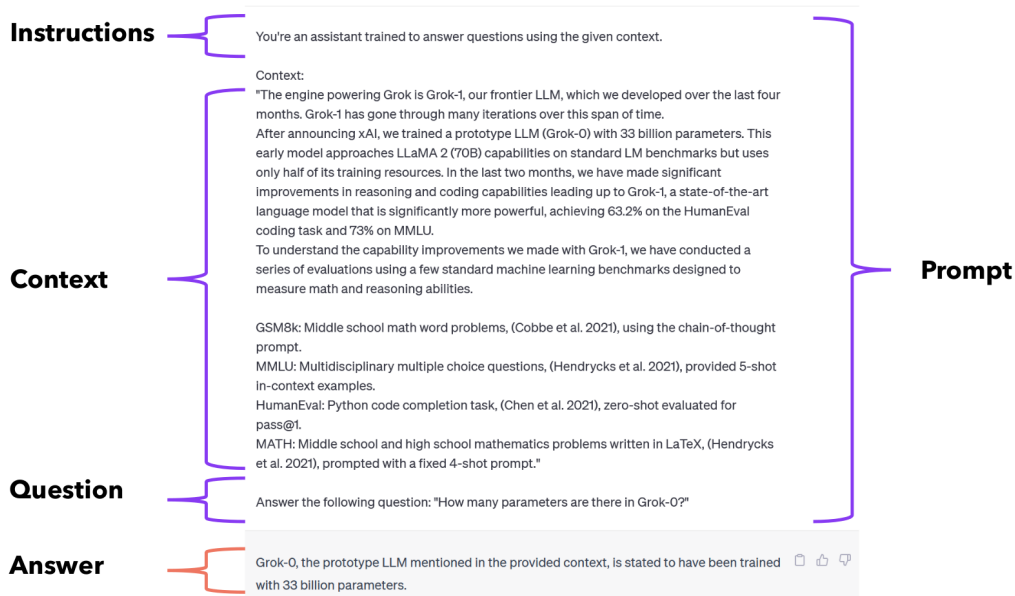 Instructions
You're an assistant trained to answer questions using the given context.
Context:
"The engine powering Grok is Grok-1, our frontier LLM, which we developed over the last four
months. Grok-1 has gone through many iterations over this span of time.
After announcing xAI, we trained a prototype LLM (Grok-0) with 33 billion parameters. This
early model approaches LLaMA 2 (70B) capabilities on standard LM benchmarks but uses
only half of its training resources. In the last two months, we have made significant
improvements in reasoning and coding capabilities leading up to Grok-1, a state-of-the-art
language model that is significantly more powerful, achieving 63.2% on the HumanEval
coding task and 73% on MMLU.
To understand the capability improvements we made with Grok-1, we have conducted a
series of evaluations using a few standard machine learning benchmarks designed to
measure math and reasoning abilities.
GSM8k: Middle school math word problems, (Cobbe et al. 2021), using the chain-of-thought
prompt.
MMLU: Multidisciplinary multiple choice questions, (Hendrycks et al. 2021), provided 5-shot
in-context examples.
HumanEval: Python code completion task, (Chen et al. 2021), zero-shot evaluated for
pass@1.
MATH: Middle school and high school mathematics problems written in LaTeX, (Hendrycks
et al. 2021), prompted with a fixed 4-shot prompt."
Context
Prompt
Question
Answer the following question: "How many parameters are there in Grok-0?"
Answer
Grok-0, the prototype LLM mentioned in the provided context, is stated to have been trained
with 33 billion parameters.